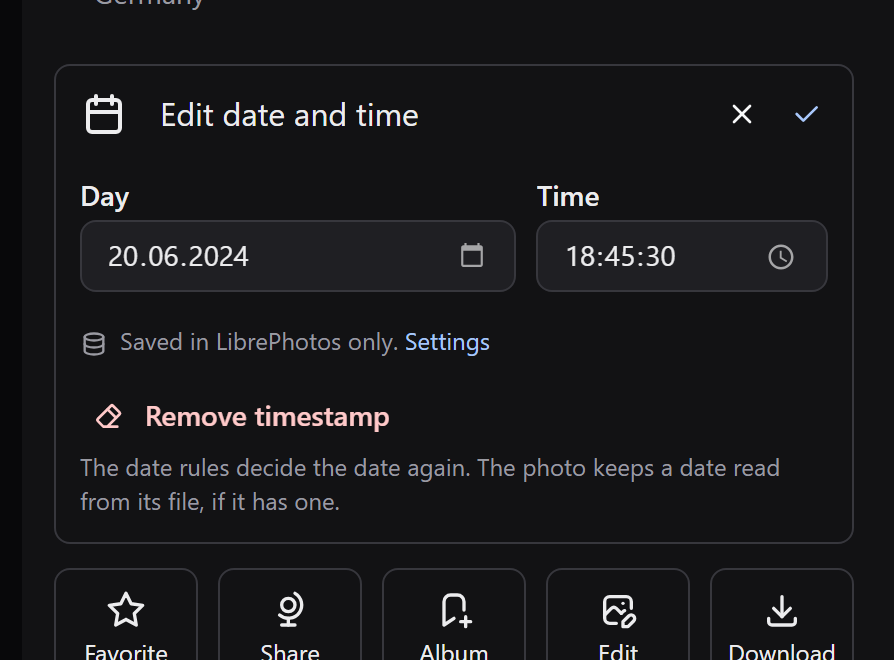 Germany
Edit date and time
Day
Time
20.06.2024
18:45:30
Saved in LibrePhotos only. Settings
Remove timestamp
The date rules decide the date again. The photo keeps a date read
from its file, if it has one.
Favorite
Share
Album
Edit
Download